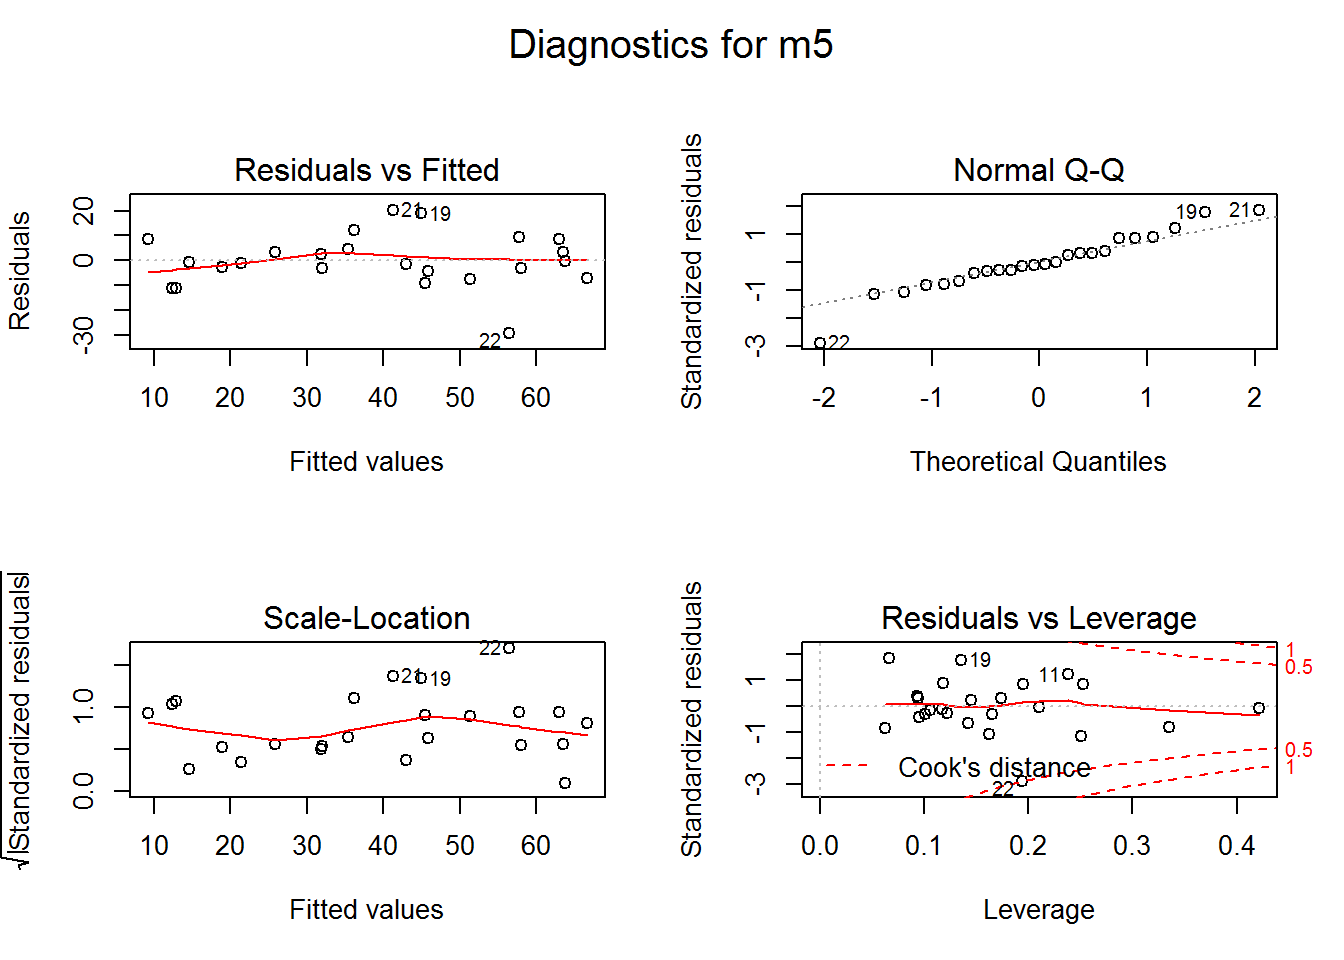 Diagnostics for m5
Residuals vs Fitted
Residuals
20
0
-30
21
19
22
10 20 30 40 50 60
Fitted values
Normal Q-Q
Standardized residuals
1
-1
-3
19
21
22
-2 -1 0 1 2
Theoretical Quantiles
Scale-Location
√|Standardized residuals|
1.0
0.0
22
21
19
10 20 30 40 50 60
Fitted values
Residuals vs Leverage
Standardized residuals
1
-1
-3
19
11
22
1
0.5
0.5
1
Cook's distance
0.0 0.1 0.2 0.3 0.4
Leverage